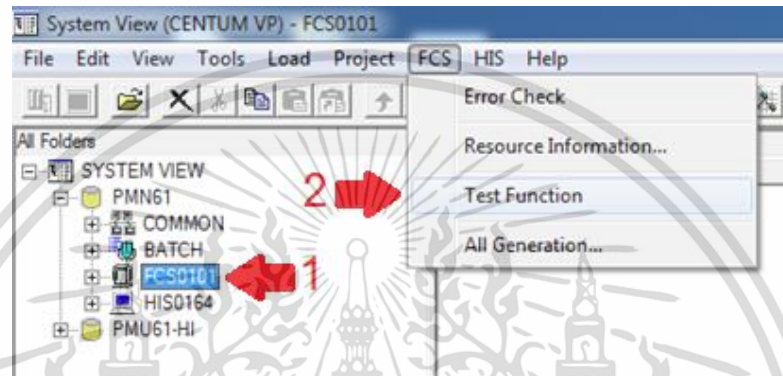 System View (CENTUM VP) - FCS0101
File Edit View Tools Load Project FCS HIS Help
Error Check
All Folders
Resource Information...
SYSTEM VIEW
PMN61
2
Test Function
COMMON
BATCH
All Generation...
FCS0101
1
HIS0164
PMU61-HI